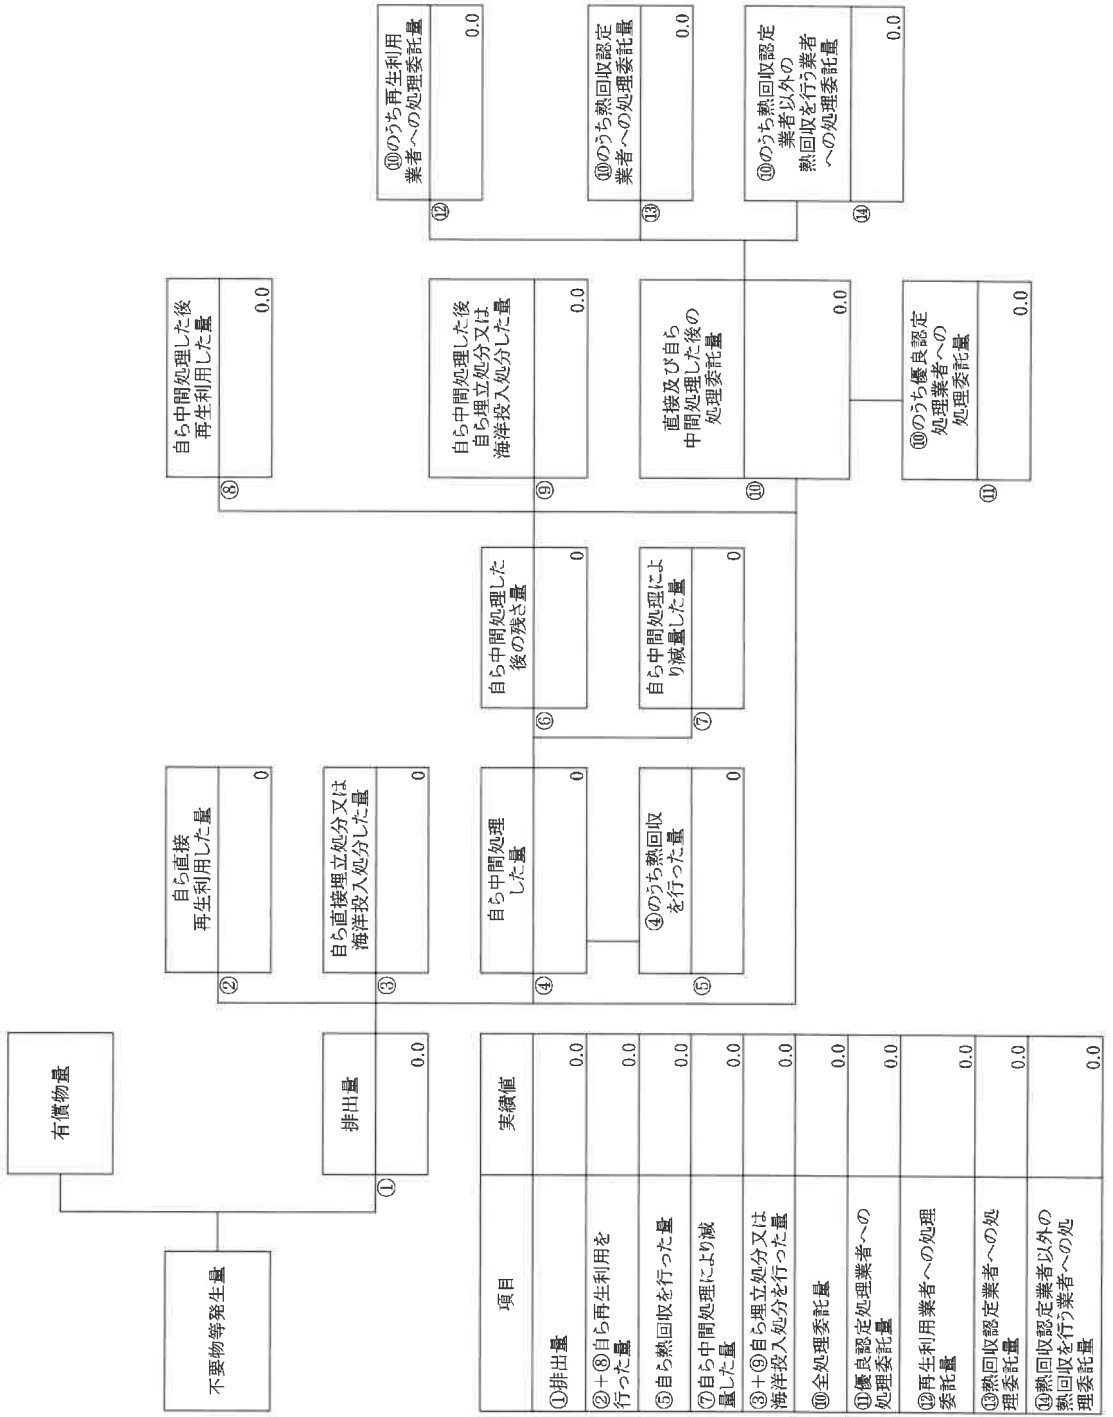 不要物等発生量
有償物量
①
排出量
0.0
②
自ら直接
再生利用した量
0
③
自ら直接埋立処分又は
海洋投入処分した量
0
④
自ら中間処理
した量
0
⑤
④のうち熱回収
を行った量
0
⑥
自ら中間処理した
後の残さ量
0
⑦
自ら中間処理によ
り減量した量
0
⑧
自ら中間処理した後
再生利用した量
0.0
⑨
自ら中間処理した後
自ら埋立処分又は
海洋投入処分した量
0.0
⑩
直接及び自ら
中間処理した後の
処理委託量
0.0
⑪
⑩のうち優良認定
処理業者への
処理委託量
0.0
⑫
⑩のうち再生利用
業者への処理委託量
0.0
⑬
⑩のうち熱回収認定
業者への処理委託量
0.0
⑭
⑩のうち熱回収認定
業者以外の
熱回収を行う業者
への処理委託量
0.0
項目 実績値
①排出量 0.0
②+⑧自ら再生利用を
行った量 0.0
⑤自ら熱回収を行った量 0.0
⑦自ら中間処理により減
量した量 0.0
③+⑨自ら埋立処分又は
海洋投入処分を行った量 0.0
⑩全処理委託量 0.0
⑪優良認定処理業者への
処理委託量 0.0
⑫再生利用業者への処理
委託量 0.0
⑬熱回収認定業者への処
理委託量 0.0
⑭熱回収認定業者以外の
熱回収を行う業者への処
理委託量 0.0